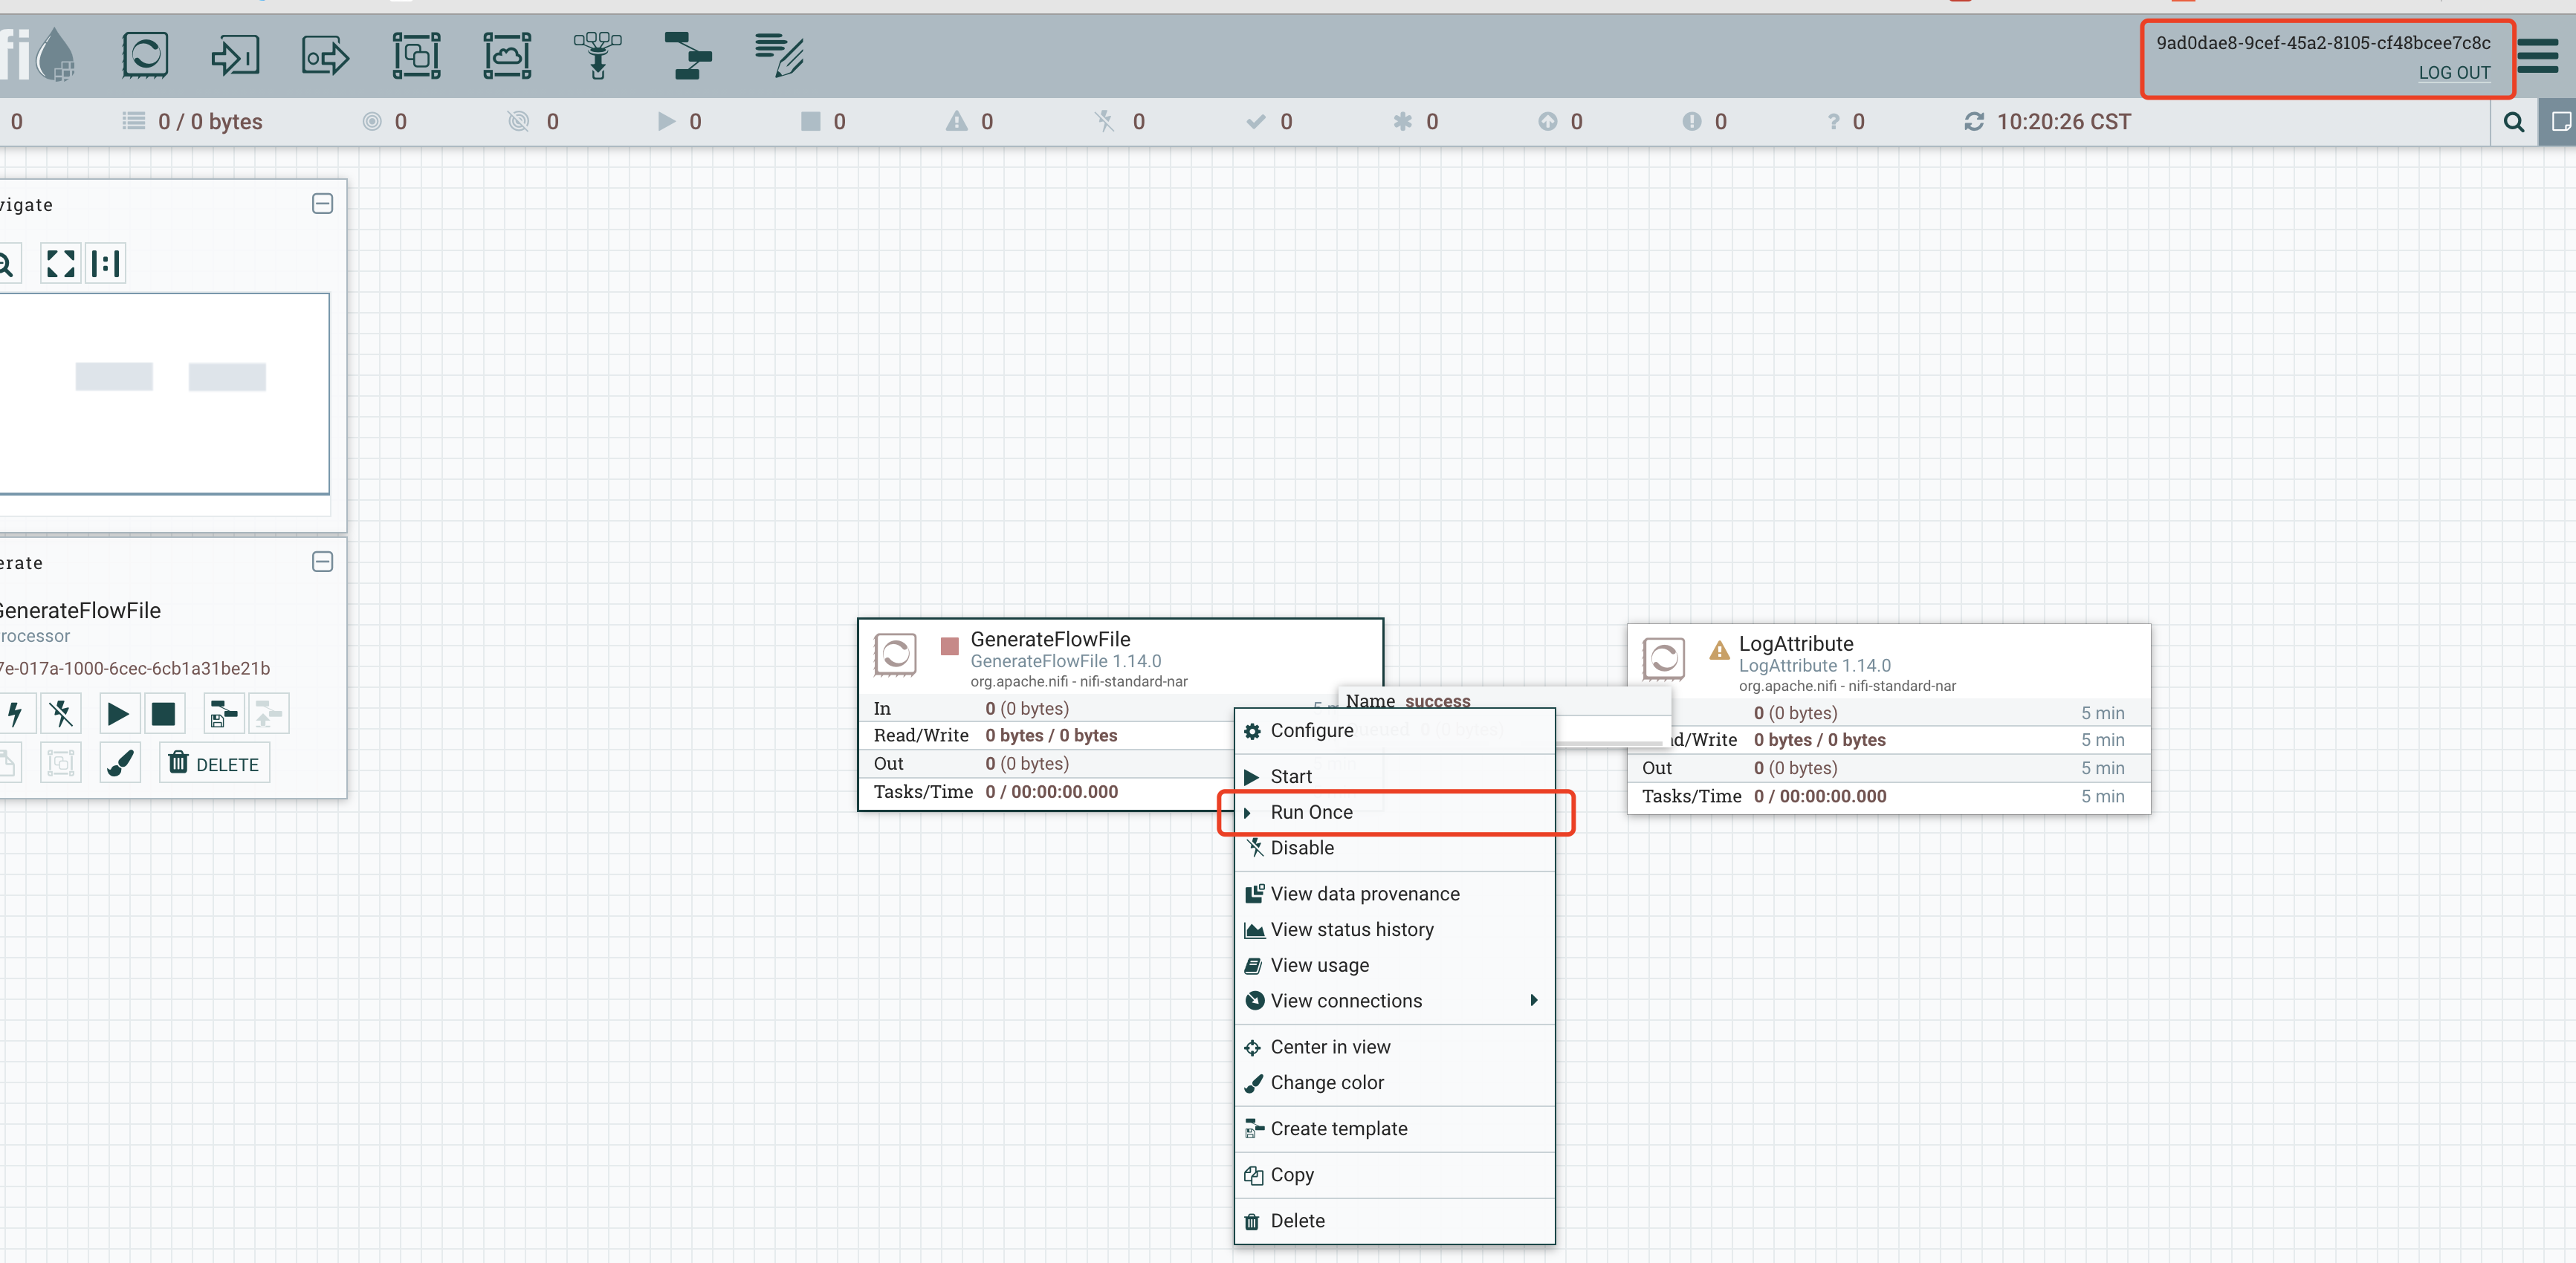 fi
9ad0dae8-9cef-45a2-8105-cf48bcee7c8c
LOG OUT
0 0 / 0 bytes 0 0 0 0 0 0 0 0 0 0 ? 0 10:20:26 CST
vigate
erate
GenerateFlowFile
rocessor
7e-017a-1000-6cec-6cb1a31be21b
DELETE
GenerateFlowFile
GenerateFlowFile 1.14.0
org.apache.nifi - nifi-standard-nar
In 0 (0 bytes)
Read/Write 0 bytes / 0 bytes
Out 0 (0 bytes)
Tasks/Time 0 / 00:00:00.000
Name success
0 (0 bytes)
Configure
Start
Run Once
Disable
View data provenance
View status history
View usage
View connections
Center in view
Change color
Create template
Copy
Delete
LogAttribute
LogAttribute 1.14.0
org.apache.nifi - nifi-standard-nar
0 (0 bytes) 5 min
d/Write 0 bytes / 0 bytes 5 min
Out 0 (0 bytes) 5 min
Tasks/Time 0 / 00:00:00.000 5 min